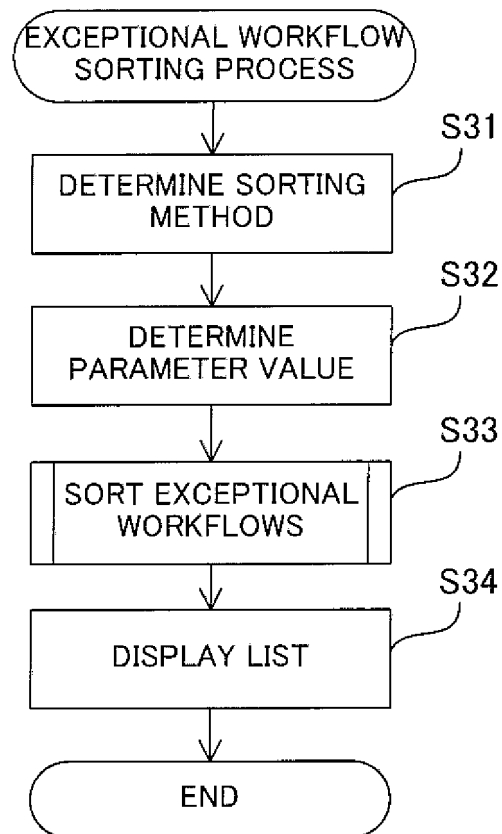 EXCEPTIONAL WORKFLOW
SORTING PROCESS
S31
DETERMINE SORTING
METHOD
S32
DETERMINE
PARAMETER VALUE
S33
SORT EXCEPTIONAL
WORKFLOWS
S34
DISPLAY LIST
END